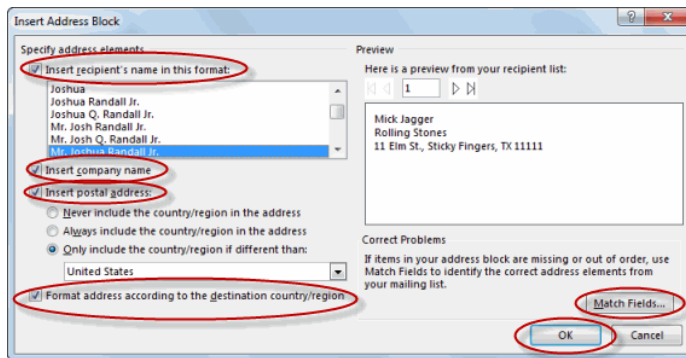 Insert Address Block
Specify address elements
Insert recipient's name in this format:
Joshua
Joshua Randall Jr.
Joshua Q. Randall Jr.
Mr. Josh Randall Jr.
Mr. Josh Q. Randall Jr.
Mr. Joshua Randall Jr.
Insert company name
Insert postal address:
Never include the country/region in the address
Always include the country/region in the address
Only include the country/region if different than:
United States
Format address according to the destination country/region
Preview
Here is a preview from your recipient list:
1
Mick Jagger
Rolling Stones
11 Elm St., Sticky Fingers, TX 11111
Correct Problems
If items in your address block are missing or out of order, use
Match Fields to identify the correct address elements from
your mailing list.
Match Fields...
OK
Cancel